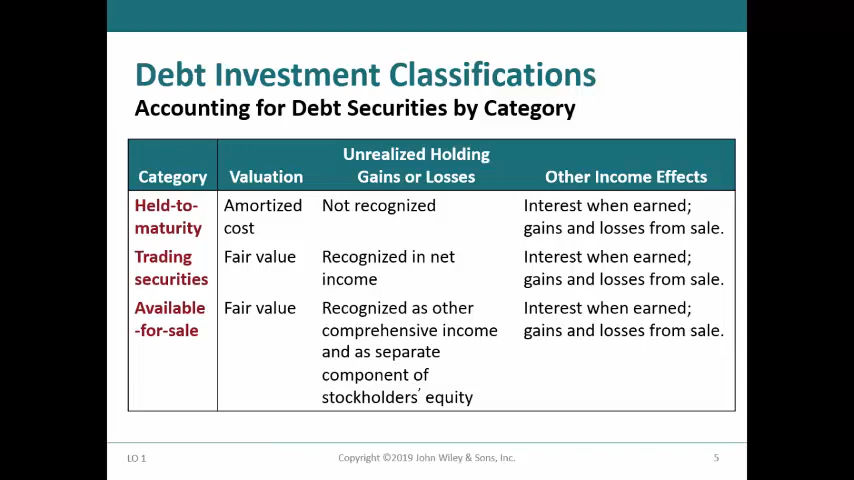 Debt Investment Classifications
Accounting for Debt Securities by Category
Category
Valuation
Unrealized Holding
Gains or Losses
Other Income Effects
Held-to-
maturity
Amortized
cost
Not recognized
Interest when earned;
gains and losses from sale.
Trading
securities
Fair value
Recognized in net
income
Interest when earned;
gains and losses from sale.
Available
-for-sale
Fair value
Recognized as other
comprehensive income
and as separate
component of
stockholders’ equity
Interest when earned;
gains and losses from sale.
LO 1
Copyright ©2019 John Wiley & Sons, Inc.
5